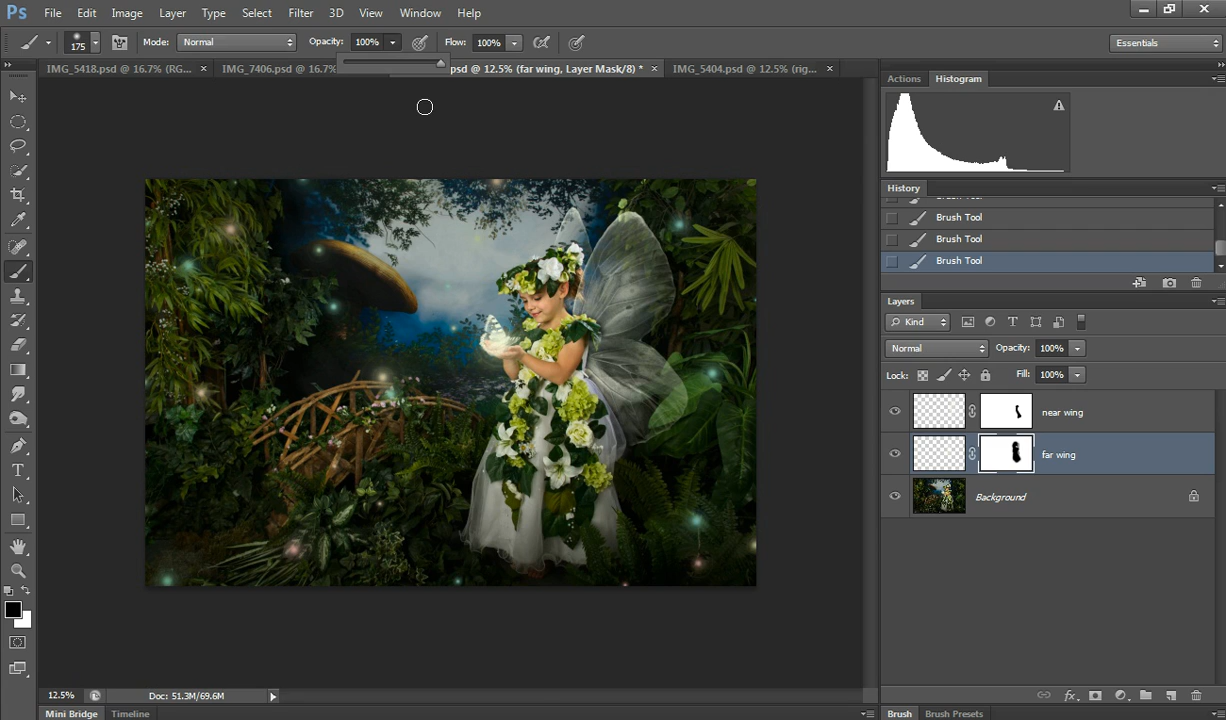 Ps File Edit Image Layer Type Select Filter 3D View Window Help
175 Mode: Normal Opacity: 100% Flow: 100% Essentials
IMG_5418.psd @ 16.7% (RG... × IMG_7406.psd @ 16.7% psd @ 12.5% (far wing, Layer Mask/8) * × IMG_5404.psd @ 12.5% (rig... ×
Actions Histogram
History
Brush Tool
Brush Tool
Brush Tool
Brush Tool
Layers
Kind
Normal Opacity: 100%
Lock: Fill: 100%
near wing
far wing
Background
12.5% Doc: 51.3M/69.6M
Mini Bridge Timeline
Brush Brush Presets